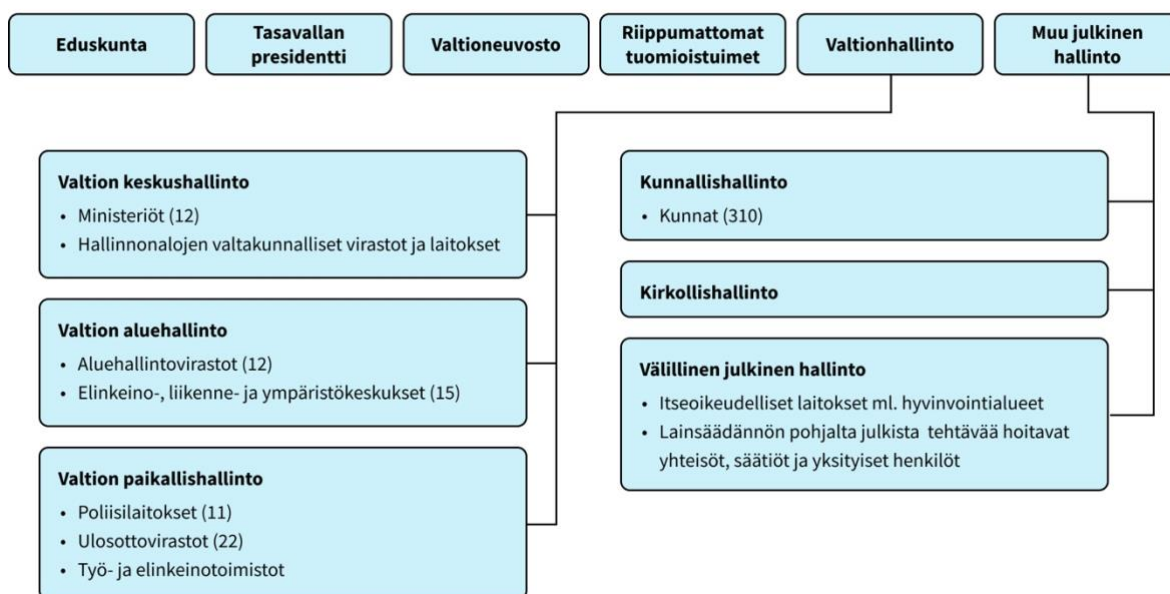 Eduskunta
Tasavallan
presidentti
Valtioneuvosto
Riippumattomat
tuomioistuimet
Valtionhallinto
Muu julkinen
hallinto
Valtion keskushallinto
• Ministeriöt (12)
• Hallinnonalojen valtakunnalliset virastot ja laitokset
Valtion aluehallinto
• Aluehallintovirastot (12)
• Elinkeino-, liikenne- ja ympäristökeskukset (15)
Valtion paikallishallinto
• Poliisilaitokset (11)
• Ulosottovirastot (22)
• Työ- ja elinkeinotoimistot
Kunnallishallinto
• Kunnat (310)
Kirkollishallinto
Välillinen julkinen hallinto
• Itseoikeudelliset laitokset ml. hyvinvointialueet
• Lainsäädännön pohjalta julkista tehtävää hoitavat
yhteisöt, säätiöt ja yksityiset henkilöt